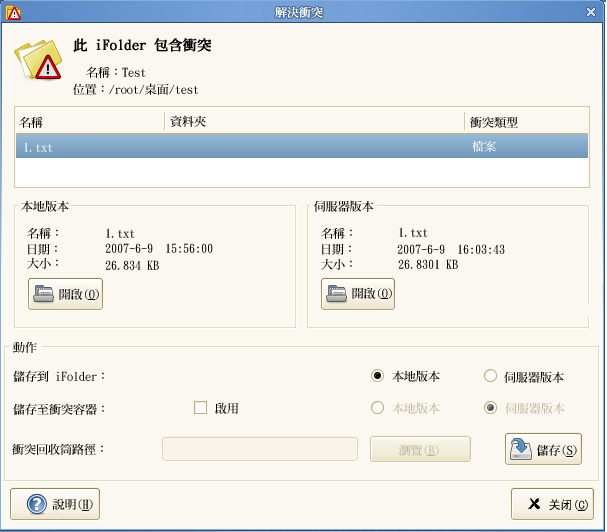 解決衝突
此 iFolder 包含衝突
名稱：Test
位置：/root/桌面/test
名稱 資料夾 衝突類型
1.txt 檔案
本地版本 伺服器版本
名稱： 1.txt 名稱： 1.txt
日期： 2007-6-9 15:56:00 日期： 2007-6-9 16:03:43
大小： 26.834 KB 大小： 26.8301 KB
開啟(O) 開啟(O)
動作
儲存到 iFolder： 本地版本 伺服器版本
儲存至衝突容器： 啟用 本地版本 伺服器版本
衝突回收筒路徑： 瀏覽(B) 儲存(S)
說明(H) 关闭(C)